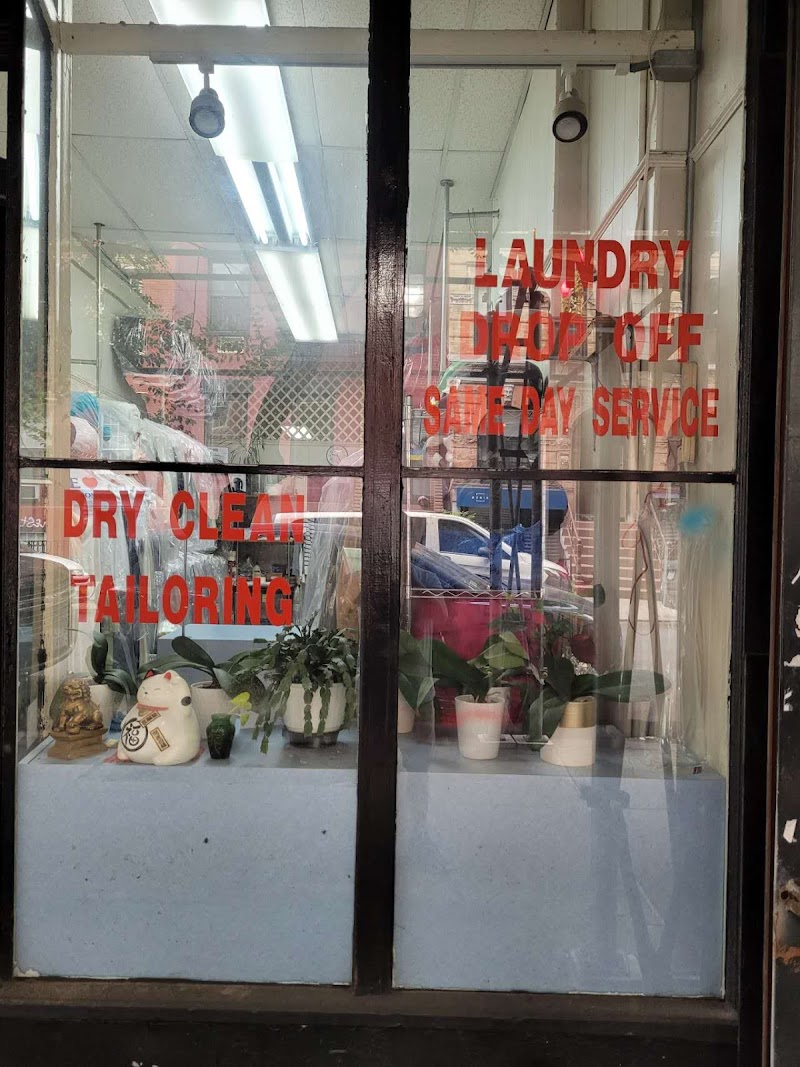 LAUNDRY
DROP OFF
SAME DAY SERVICE
DRY CLEAN
TAILORING